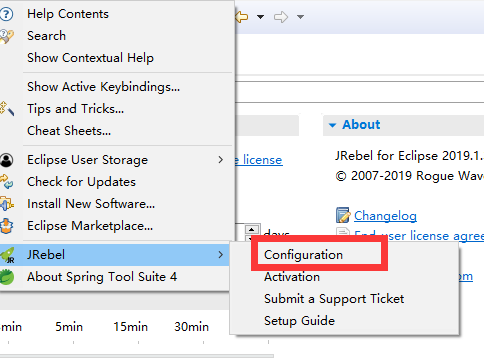 Help Contents
Search
Show Contextual Help
Show Active Keybindings...
Tips and Tricks...
Cheat Sheets...
Eclipse User Storage
Check for Updates
Install New Software...
Eclipse Marketplace...
JRebel
About Spring Tool Suite 4
Configuration
Activation
Submit a Support Ticket
Setup Guide
About
JRebel for Eclipse 2019.1.
© 2007-2019 Rogue Wav
Changelog
End-user license agree
om
e license
days
min
5min
15min
30min